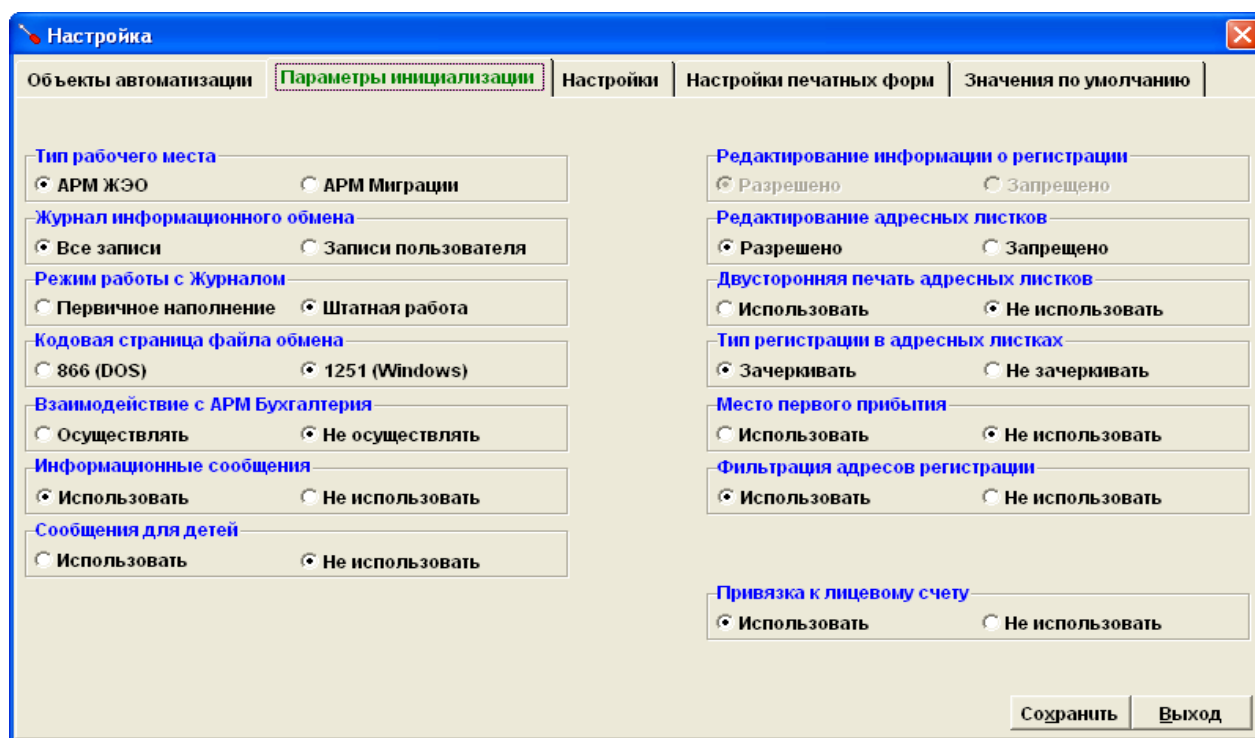 Настройка
Объекты автоматизации Параметры инициализации Настройки Настройки печатных форм Значения по умолчанию
Тип рабочего места
АРМ ЖЭО АРМ Миграции
Журнал информационного обмена
Все записи Записи пользователя
Режим работы с Журналом
Первичное наполнение Штатная работа
Кодовая страница файла обмена
866 (DOS) 1251 (Windows)
Взаимодействие с АРМ Бухгалтерия
Осуществлять Не осуществлять
Информационные сообщения
Использовать Не использовать
Сообщения для детей
Использовать Не использовать
Редактирование информации о регистрации
Разрешено Запрещено
Редактирование адресных листков
Разрешено Запрещено
Двусторонняя печать адресных листков
Использовать Не использовать
Тип регистрации в адресных листках
Зачеркивать Не зачеркивать
Место первого прибытия
Использовать Не использовать
Фильтрация адресов регистрации
Использовать Не использовать
Привязка к лицевому счету
Использовать Не использовать
Сохранить Выход